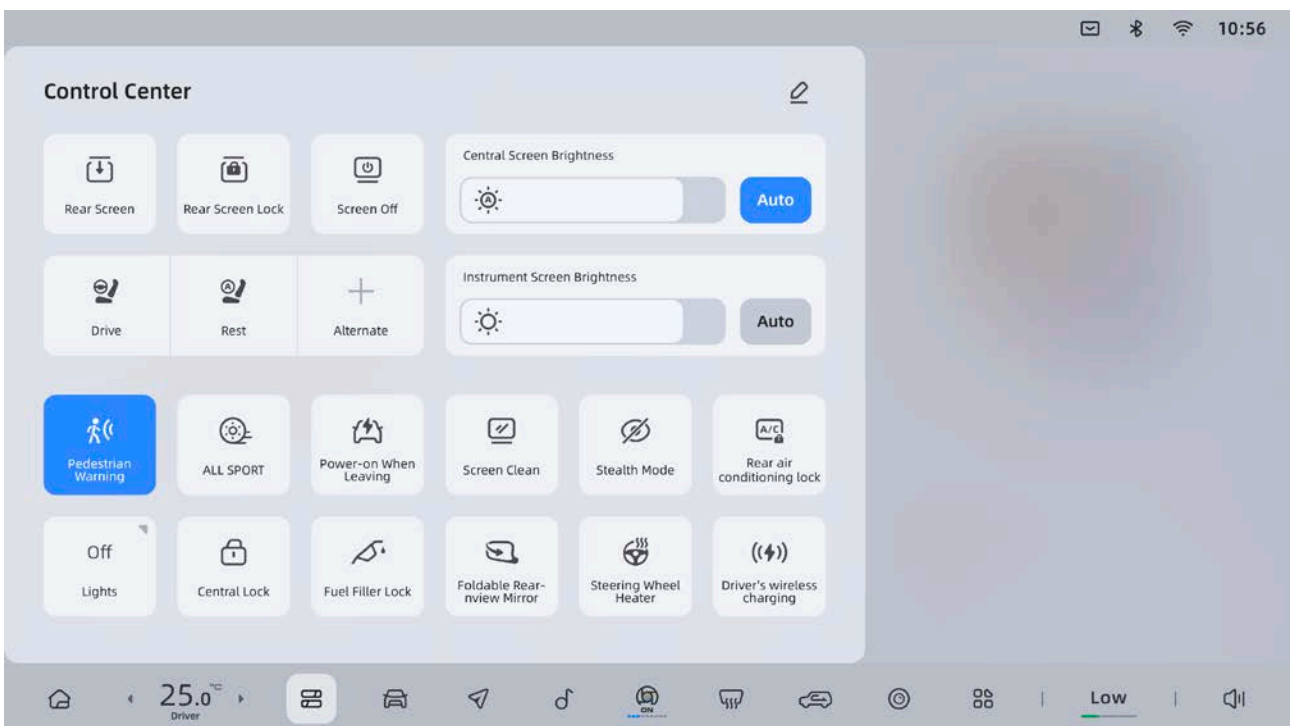 10:56
Control Center
Rear Screen
Rear Screen Lock
Screen Off
Central Screen Brightness
A
Auto
Drive
A
Rest
Alternate
Instrument Screen Brightness
Auto
Pedestrian
Warning
ALL SPORT
Power-on When
Leaving
Screen Clean
Stealth Mode
A/C
Rear air
conditioning lock
Off
Lights
Central Lock
Fuel Filler Lock
Foldable Rear-
nview Mirror
Steering Wheel
Heater
Driver's wireless
charging
25.0°C
Driver
ON
Low